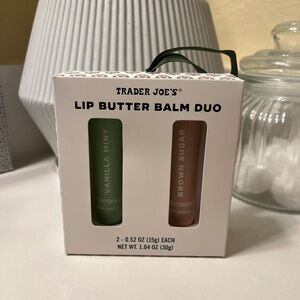 TRADER JOE'S®
LIP BUTTER BALM DUO
VANILLA MINT
BROWN SUGAR
2 - 0.52 OZ (15g) EACH
NET WT. 1.04 OZ (30g)